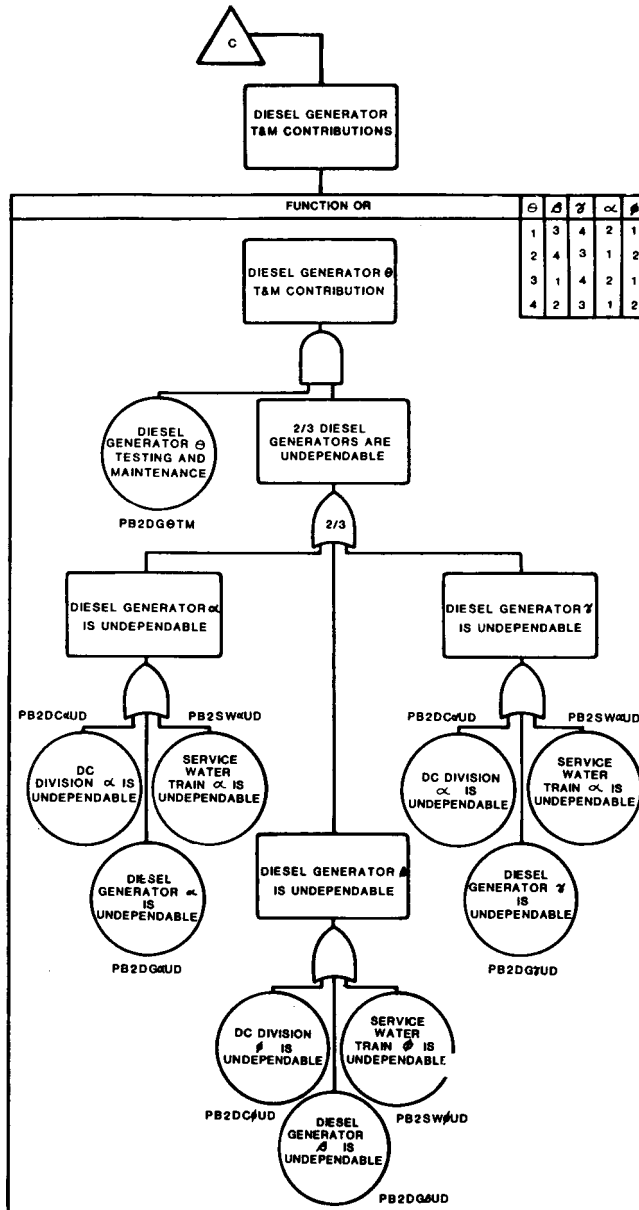 C
DIESEL GENERATOR
T&M CONTRIBUTIONS
FUNCTION OR
θ β γ α ϕ
1 3 4 2 1
2 4 3 1 2
3 1 4 2 1
4 2 3 1 2
DIESEL GENERATOR θ
T&M CONTRIBUTION
DIESEL
GENERATOR θ
TESTING AND
MAINTENANCE
PB2DGθTM
2/3 DIESEL
GENERATORS ARE
UNDEPENDABLE
2/3
DIESEL GENERATOR α
IS UNDEPENDABLE
DIESEL GENERATOR γ
IS UNDEPENDABLE
PB2DCαUD
PB2SWαUD
DC
DIVISION α IS
UNDEPENDABLE
SERVICE
WATER
TRAIN α IS
UNDEPENDABLE
DIESEL
GENERATOR α
IS
UNDEPENDABLE
PB2DGαUD
PB2DCαUD
PB2SWαUD
DC DIVISION
α IS
UNDEPENDABLE
SERVICE
WATER
TRAIN α IS
UNDEPENDABLE
DIESEL
GENERATOR γ
IS
UNDEPENDABLE
PB2DGγUD
DIESEL GENERATOR β
IS UNDEPENDABLE
DC DIVISION
ϕ IS
UNDEPENDABLE
SERVICE
WATER
TRAIN ϕ IS
UNDEPENDABLE
PB2DCϕUD
PB2SWϕUD
DIESEL
GENERATOR
β IS
UNDEPENDABLE
PB2DGβUD